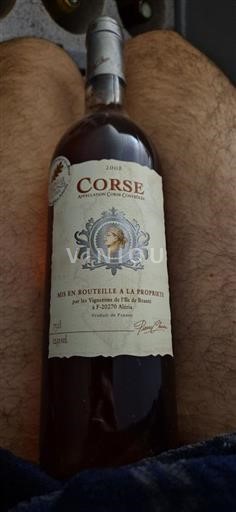 2008
CORSE
APPELLATION CORSE CONTRÔLÉE
VINIOU
MIS EN BOUTEILLE A LA PROPRIETE
par les Vignerons de l'Ile de Beauté
à F-20270 Aléria
Produit de France
75cl